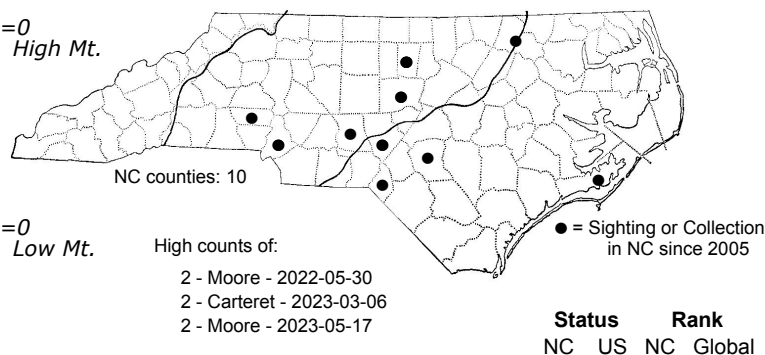 =0
High Mt.
NC counties: 10
=0
Low Mt.
High counts of:
2 - Moore - 2022-05-30
2 - Carteret - 2023-03-06
2 - Moore - 2023-05-17
● = Sighting or Collection
in NC since 2005
Status Rank
NC US NC Global